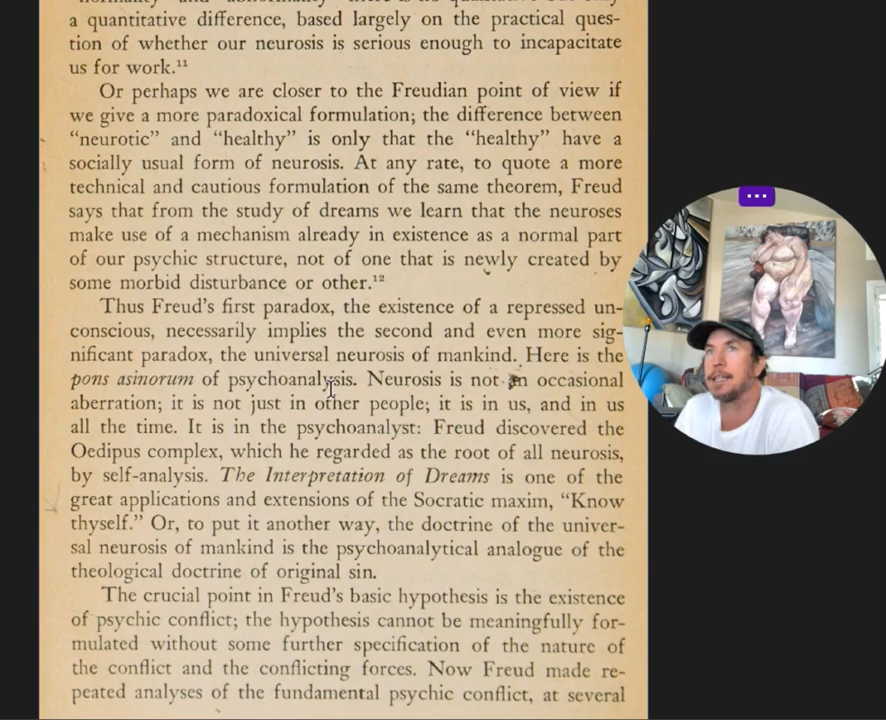 a quantitative difference, based largely on the practical ques-
tion of whether our neurosis is serious enough to incapacitate
us for work.¹¹
Or perhaps we are closer to the Freudian point of view if
we give a more paradoxical formulation; the difference between
“neurotic” and “healthy” is only that the “healthy” have a
socially usual form of neurosis. At any rate, to quote a more
technical and cautious formulation of the same theorem, Freud
says that from the study of dreams we learn that the neuroses
make use of a mechanism already in existence as a normal part
of our psychic structure, not of one that is newly created by
some morbid disturbance or other.¹²
Thus Freud’s first paradox, the existence of a repressed un-
conscious, necessarily implies the second and even more sig-
nificant paradox, the universal neurosis of mankind. Here is the
pons asinorum of psychoanalysis. Neurosis is not an occasional
aberration; it is not just in other people; it is in us, and in us
all the time. It is in the psychoanalyst: Freud discovered the
Oedipus complex, which he regarded as the root of all neurosis,
by self-analysis. The Interpretation of Dreams is one of the
great applications and extensions of the Socratic maxim, “Know
thyself.” Or, to put it another way, the doctrine of the univer-
sal neurosis of mankind is the psychoanalytical analogue of the
theological doctrine of original sin.
The crucial point in Freud’s basic hypothesis is the existence
of psychic conflict; the hypothesis cannot be meaningfully for-
mulated without some further specification of the nature of
the conflict and the conflicting forces. Now Freud made re-
peated analyses of the fundamental psychic conflict, at several